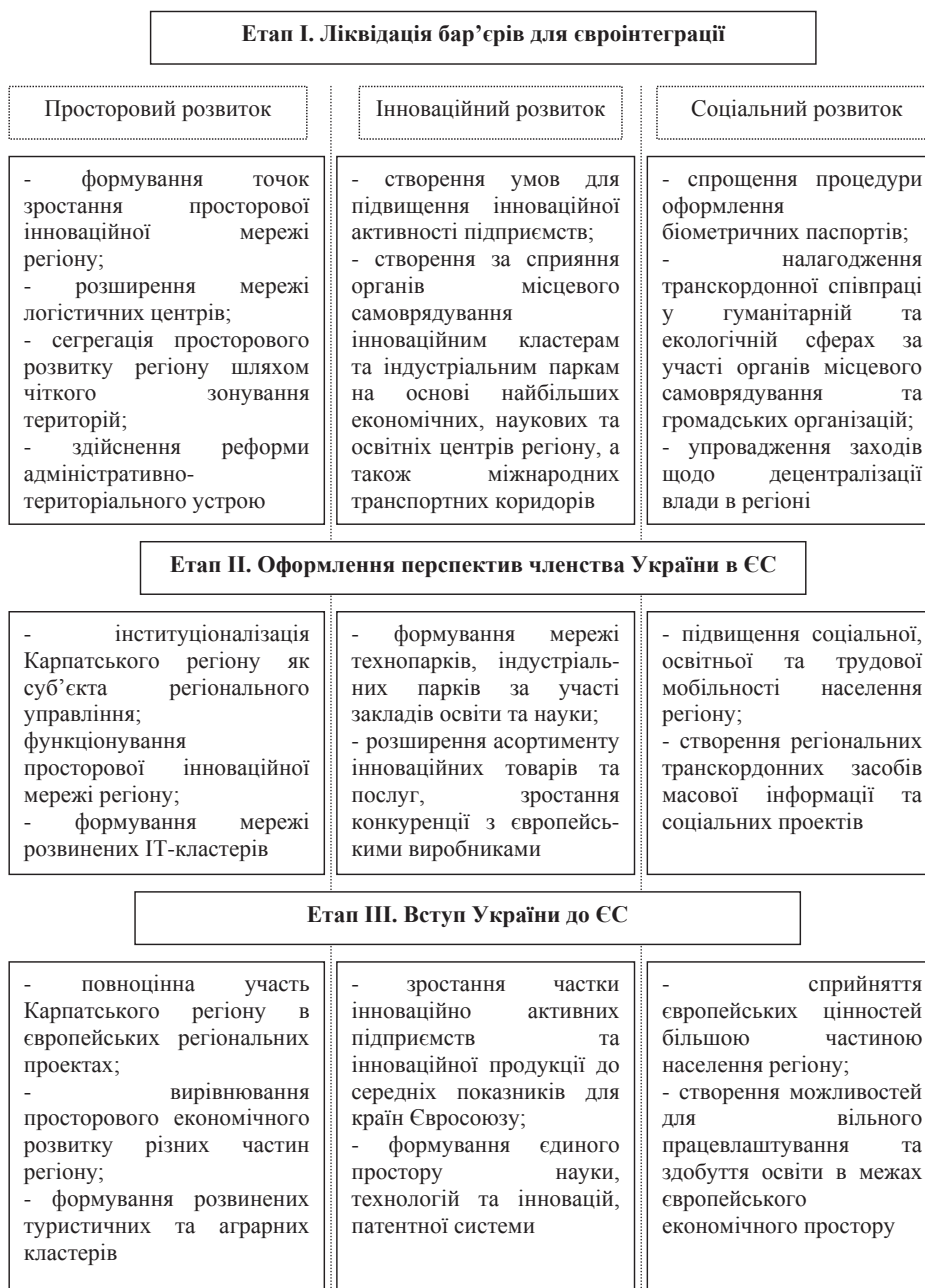 Етап І. Ліквідація бар’єрів для євроінтеграції
Просторовий розвиток
Інноваційний розвиток
Соціальний розвиток
- формування точок
зростання просторової
інноваційної мережі
регіону;
- розширення мережі
логістичних центрів;
- сегрегація просторового
розвитку регіону шляхом
чіткого зонування
територій;
- здійснення реформи
адміністративно-
територіального устрою
- створення умов для
підвищення інноваційної
активності підприємств;
- створення за сприяння
органів місцевого
самоврядування
інноваційним кластерам
та індустріальним паркам
на основі найбільших
економічних, наукових та
освітніх центрів регіону, а
також міжнародних
транспортних коридорів
- спрощення процедури
оформлення
біометричних паспортів;
- налагодження
транскордонної співпраці
у гуманітарній та
екологічній сферах за
участі органів місцевого
самоврядування та
громадських організацій;
- упровадження заходів
щодо децентралізації
влади в регіоні
Етап ІІ. Оформлення перспектив членства України в ЄС
- інституціоналізація
Карпатського регіону як
суб’єкта регіонального
управління;
функціонування
просторової інноваційної
мережі регіону;
- формування мережі
розвинених ІТ-кластерів
- формування мережі
технопарків, індустріаль-
них парків за участі
закладів освіти та науки;
- розширення асортименту
інноваційних товарів та
послуг, зростання
конкуренції з європейсь-
кими виробниками
- підвищення соціальної,
освітньої та трудової
мобільності населення
регіону;
- створення регіональних
транскордонних засобів
масової інформації та
соціальних проектів
Етап ІІІ. Вступ України до ЄС
- повноцінна участь
Карпатського регіону в
європейських регіональних
проектах;
- вирівнювання
просторового економічного
розвитку різних частин
регіону;
- формування розвинених
туристичних та аграрних
кластерів
- зростання частки
інноваційно активних
підприємств та
інноваційної продукції до
середніх показників для
країн Євросоюзу;
- формування єдиного
простору науки,
технологій та інновацій,
патентної системи
- сприйняття
європейських цінностей
більшою частиною
населення регіону;
- створення можливостей
для вільного
працевлаштування та
здобуття освіти в межах
європейського
економічного простору